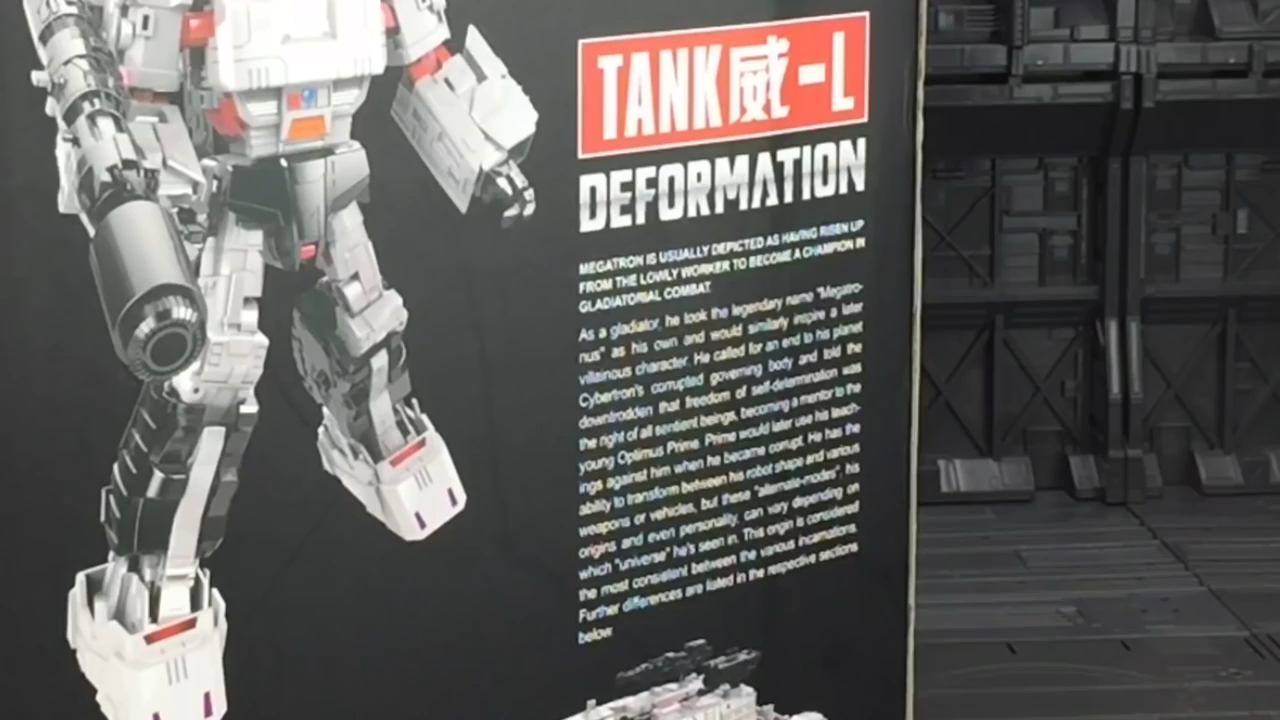 TANK威-L
DEFORMATION
MEGATRON IS USUALLY DEPICTED AS HAVING RISEN UP
FROM THE LOWLY WORKER TO BECOME A CHAMPION IN
GLADIATORIAL COMBAT.
As a gladiator, he took the legendary name "Megatro-
nus" as his own and would similarly inspire a later
villainous character. He called for an end to his planet
Cybertron's corrupted governing body and told the
downtrodden that freedom of self-determination was
the right of all sentient beings, becoming a mentor to the
young Optimus Prime. Prime would later use his teach-
ings against him when he became corrupt. He has the
ability to transform between his robot shape and various
weapons or vehicles, but these "alternate-modes", his
origins and even personality, can vary depending on
which "universe" he's seen in. This origin is considered
the most consistent between the various incarnations.
Further differences are listed in the respective sections
below.